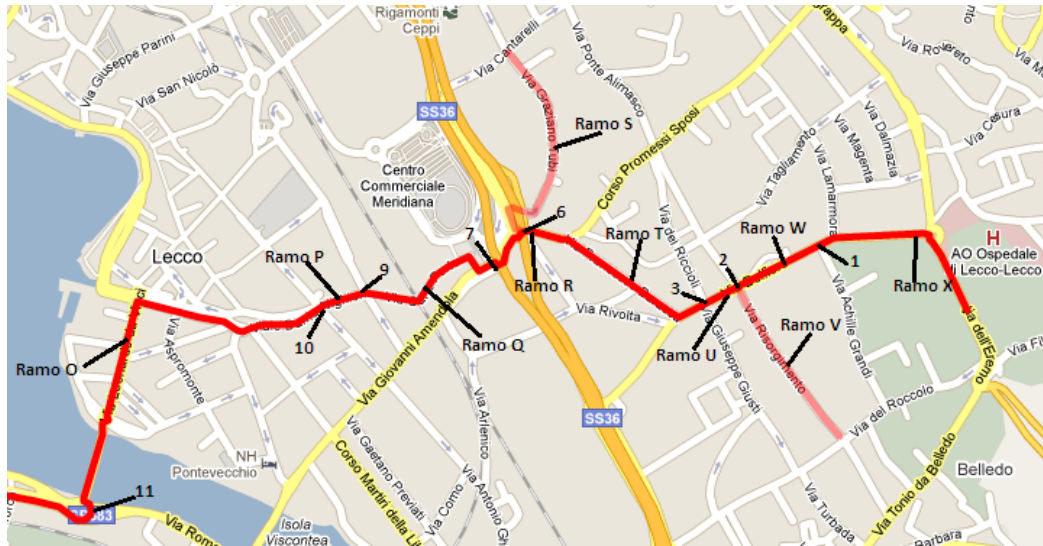 Rigamonti
Ceppi
Via Cantarelli
Via Giuseppe Parini
Via San Nicolò
SS36
Via Graziano Tubi
Ramo S
Via Ponte Alimasco
Corso Promessi Sposi
Via Rovereto
Via Dalmazia
Via Cesura
Via Magenta
Via Tagliamento
Via Lamarmora
Centro
Commerciale
Meridiana
6
7
Lecco
Ramo P
9
Ramo T
Via dei Riccioli
Ramo W
2
1
H
AO Ospedale
di Lecco-Lecco
3
Ramo R
Ramo X
Via Rivolta
10
Ramo O
Via Aspromonte
Via Giovanni Amendola
Ramo Q
Ramo U
Ramo V
Via Risorgimento
Via Achille Grandi
Via dell'Eremo
Via Giuseppe Giusti
Via del Roccolo
SS36
Via Arlenico
NH
Pontevecchio
Via Gaetano Previati
Corso Martiri della
Via Como
Via Antonio
Belledo
Via Tonio da Belledo
11
Isola
Viscontea
Via Turbada
Barbara